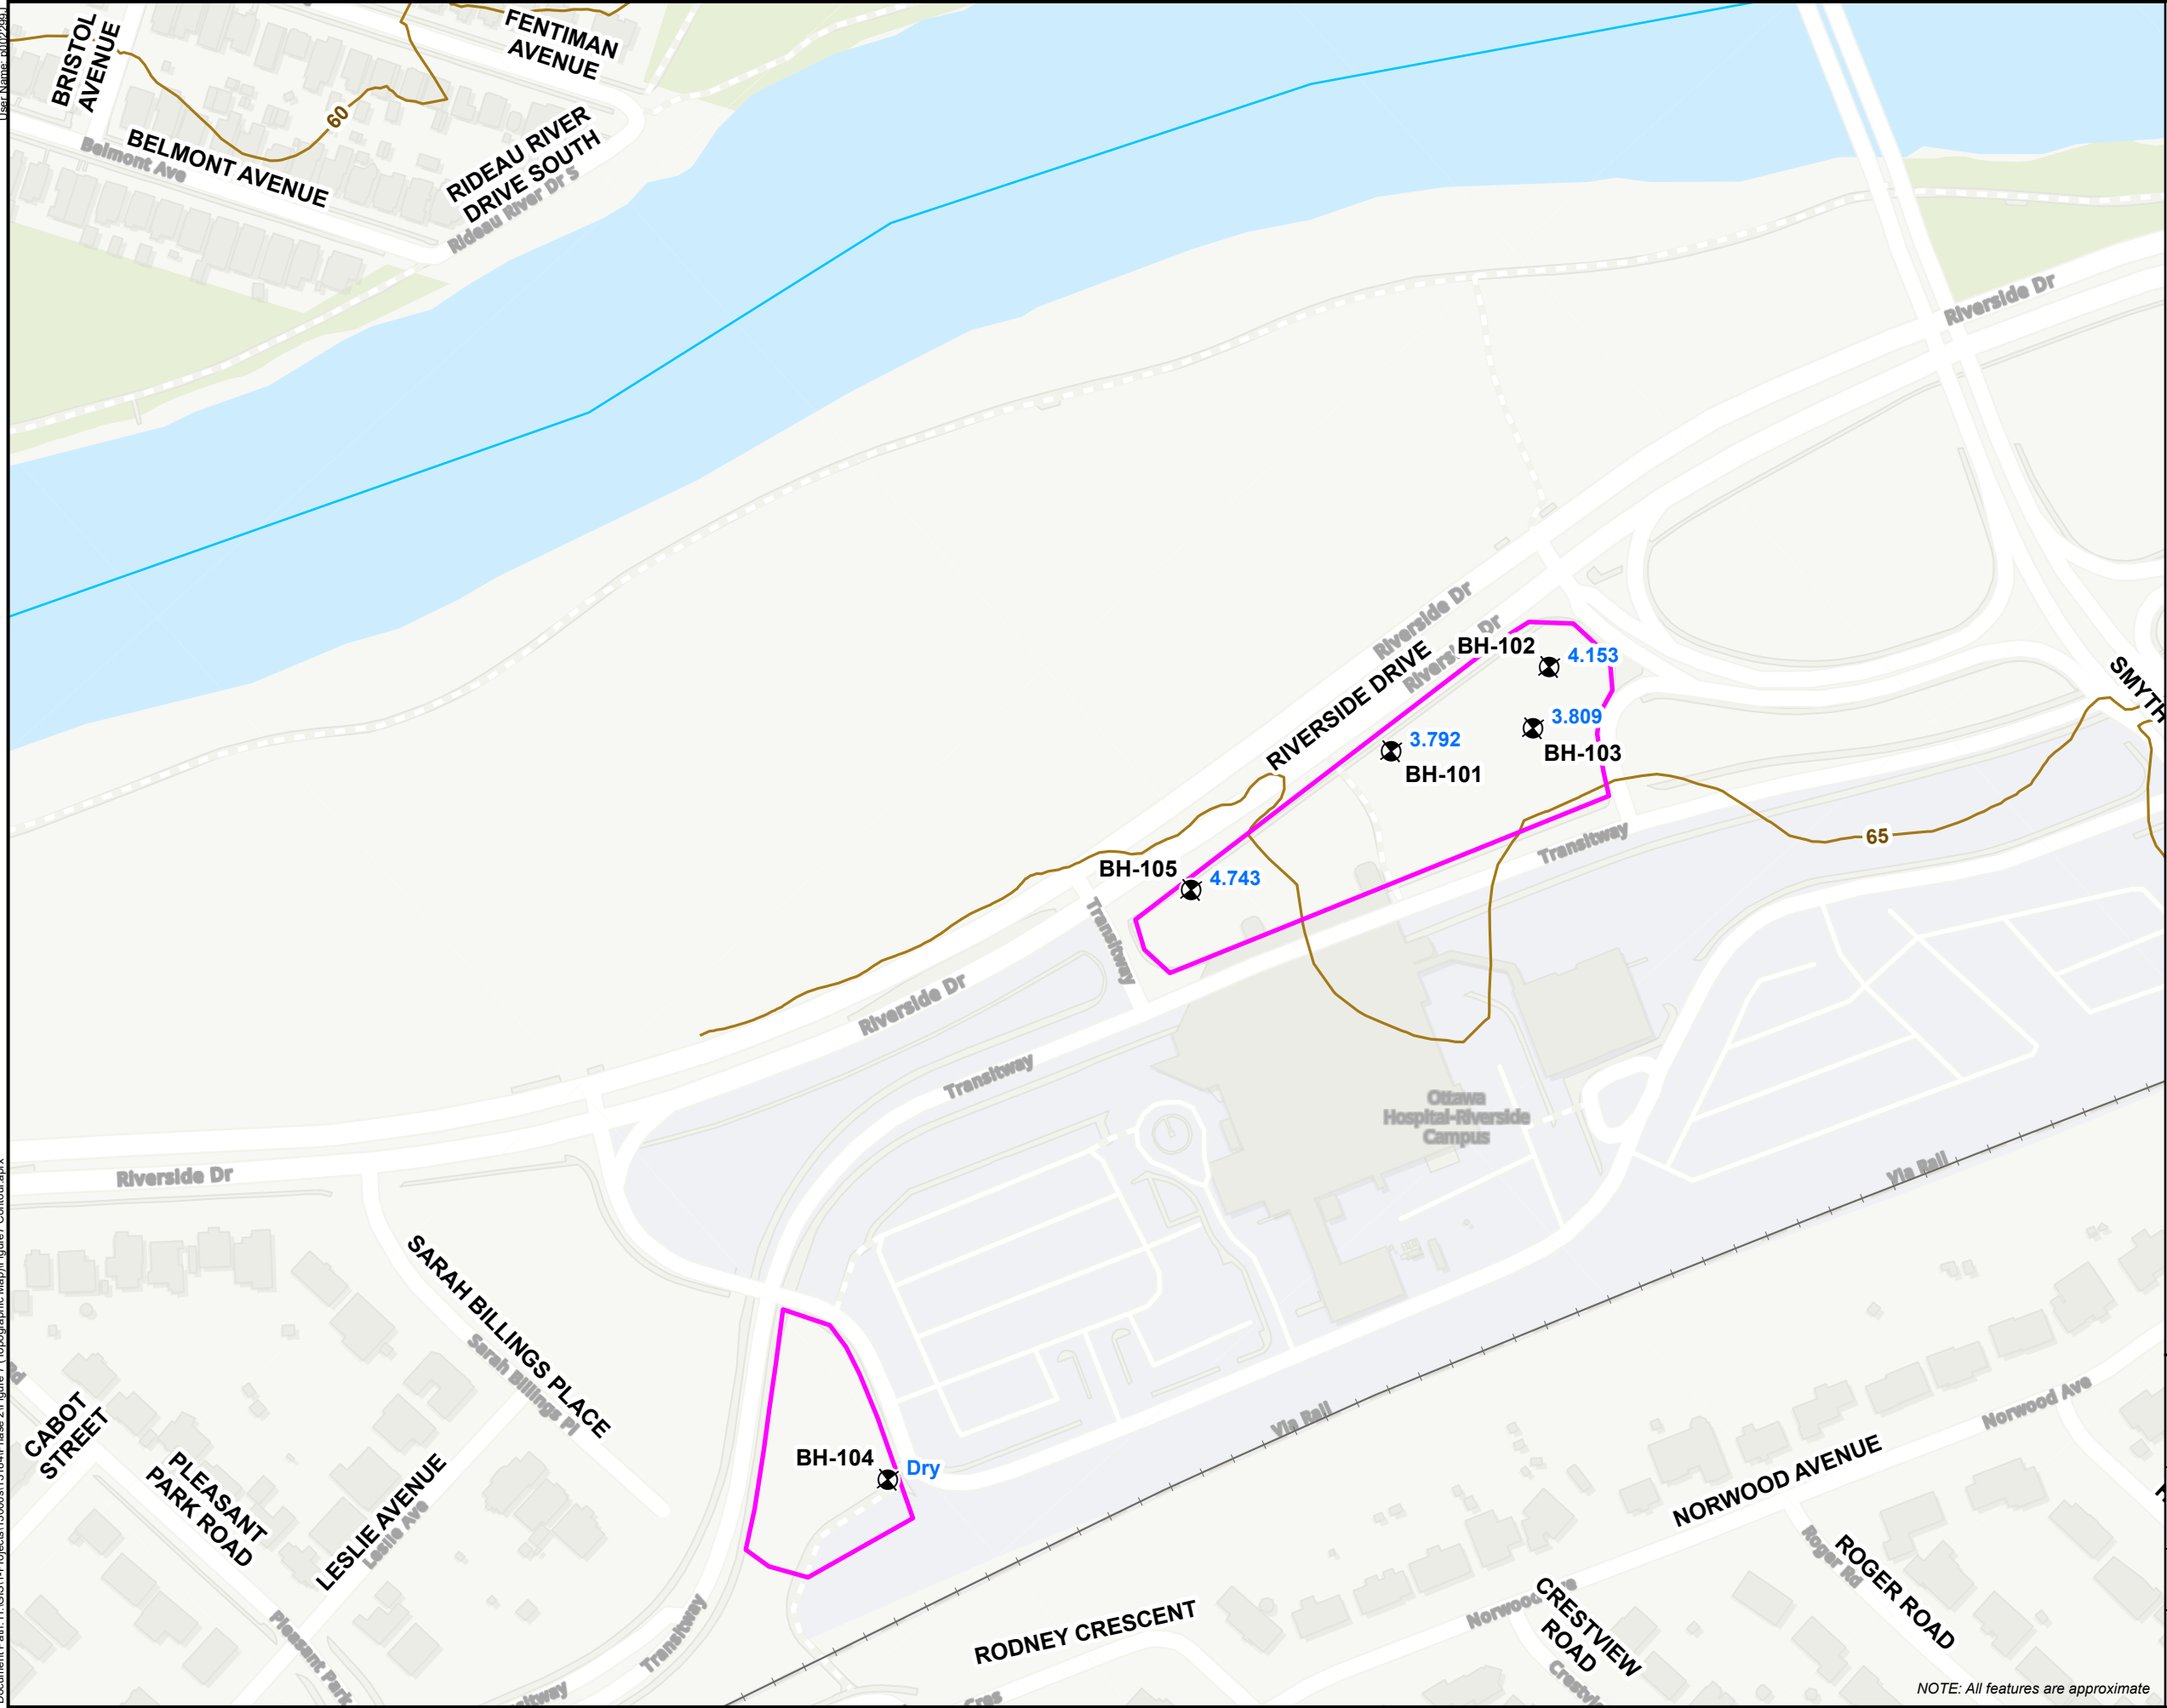 User Name: p0022991
BRISTOL
AVENUE
FENTIMAN
AVENUE
60
BELMONT AVENUE
Belmont Ave
RIDEAU RIVER
DRIVE SOUTH
Rideau River Dr S
Riverside Dr
Riverside Dr
Riverside Dr
RIVERSIDE DRIVE
BH-102
4.153
3.809
BH-103
3.792
BH-101
SMYTH
65
Transitway
BH-105
4.743
Transitway
Riverside Dr
Transitway
Ottawa
Hospital-Riverside
Campus
Riverside Dr
Via Rail
SARAH BILLINGS PLACE
Sarah Billings Pl
CABOT
STREET
PLEASANT
PARK ROAD
LESLIE AVENUE
Leslie Ave
BH-104
Dry
Via Rail
Norwood Ave
NORWOOD AVENUE
Roger Rd
ROGER ROAD
CRESTVIEW
ROAD
RODNEY CRESCENT
Transitway
Pleasant Park
Cres
NOTE: All features are approximate